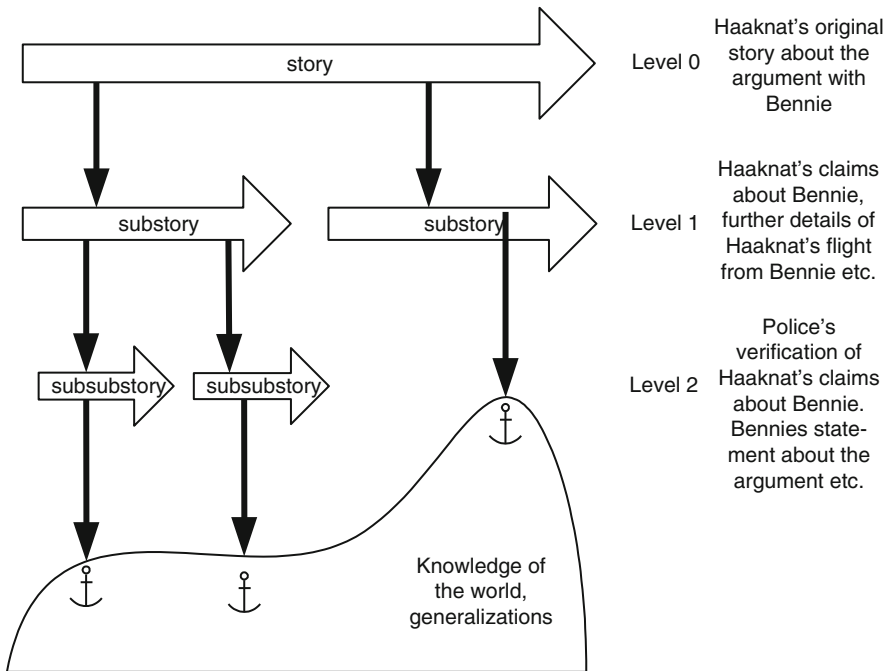 story
Level 0
Haaknat's original
story about the
argument with
Bennie
substory
substory
Level 1
Haaknat's claims
about Bennie,
further details of
Haaknat's flight
from Bennie etc.
subsubstory
subsubstory
Level 2
Police's
verification of
Haaknat's claims
about Bennie.
Bennies state-
ment about the
argument etc.
Knowledge of
the world,
generalizations